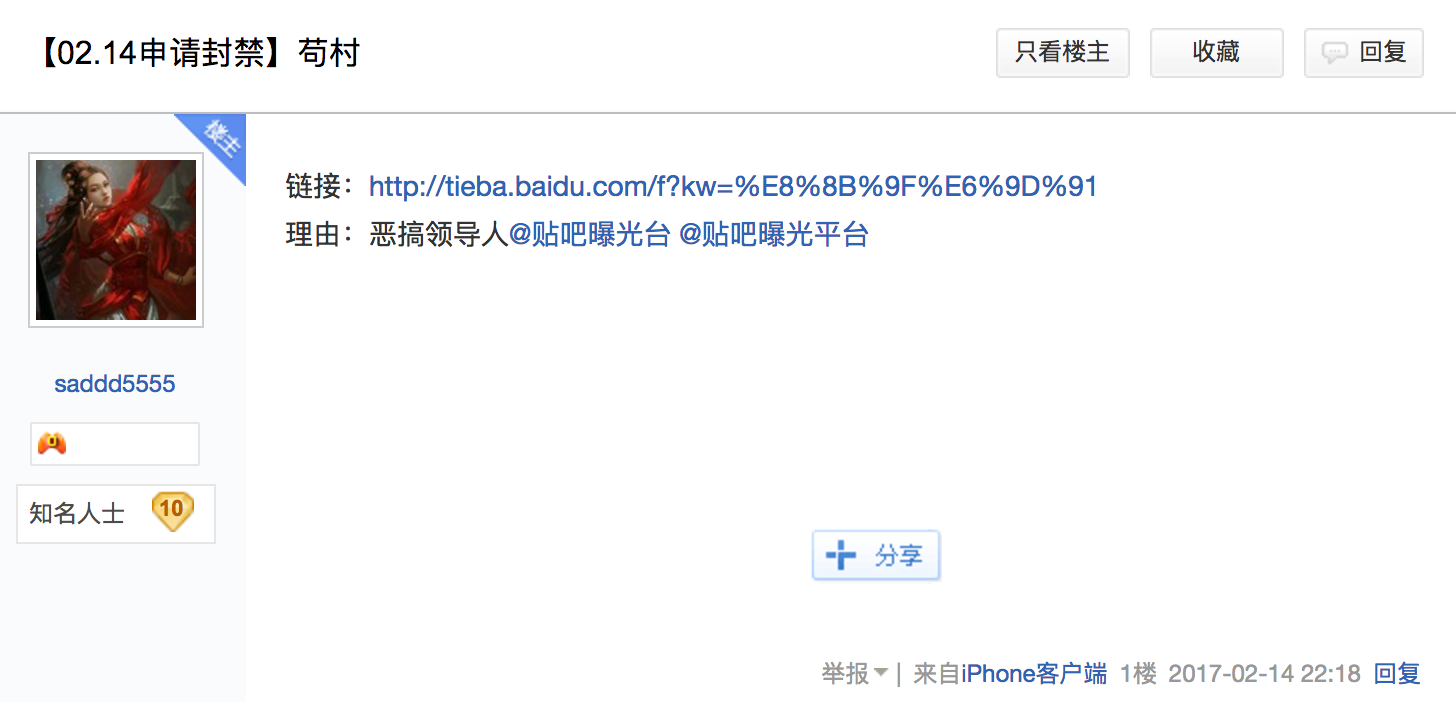 【02.14申请封禁】苟村
只看楼主
收藏
回复
楼主
链接：http://tieba.baidu.com/f?kw=%E8%8B%9F%E6%9D%91
理由：恶搞领导人@贴吧曝光台 @贴吧曝光平台
saddd5555
知名人士 10
分享
举报 | 来自iPhone客户端 1楼 2017-02-14 22:18 回复